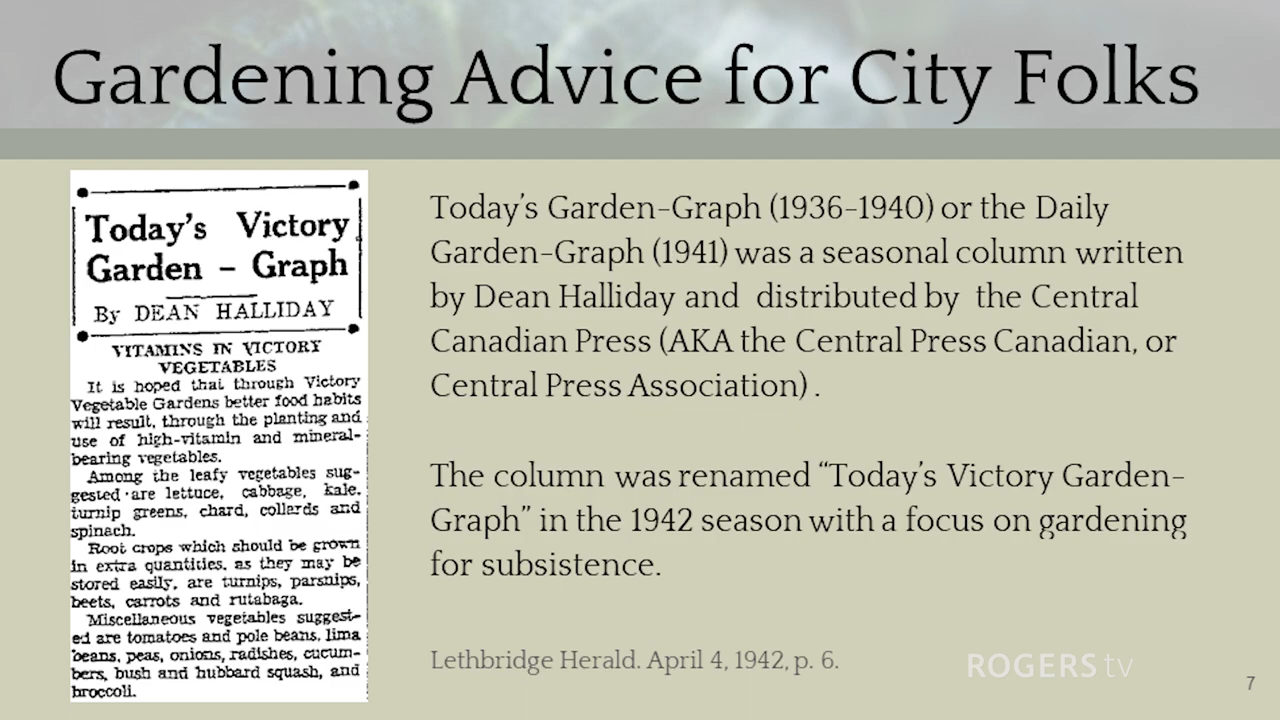 Gardening Advice for City Folks
Today's Victory
Garden - Graph
By DEAN HALLIDAY
VITAMINS IN VICTORY
VEGETABLES
It is hoped that through Victory
Vegetable Gardens better food habits
will result, through the planting and
use of high-vitamin and mineral-
bearing vegetables.
Among the leafy vegetables sug-
gested are lettuce, cabbage, kale,
turnip greens, chard, collards and
spinach.
Root crops which should be grown
in extra quantities, as they may be
stored easily, are turnips, parsnips,
beets, carrots and rutabaga.
Miscellaneous vegetables suggest-
ed are tomatoes and pole beans, lima
beans, peas, onions, radishes, cucum-
bers, bush and hubbard squash, and
broccoli.
Today's Garden-Graph (1936-1940) or the Daily
Garden-Graph (1941) was a seasonal column written
by Dean Halliday and distributed by the Central
Canadian Press (AKA the Central Press Canadian, or
Central Press Association) .
The column was renamed “Today's Victory Garden-
Graph” in the 1942 season with a focus on gardening
for subsistence.
Lethbridge Herald. April 4, 1942, p. 6.
ROGERS tv
7